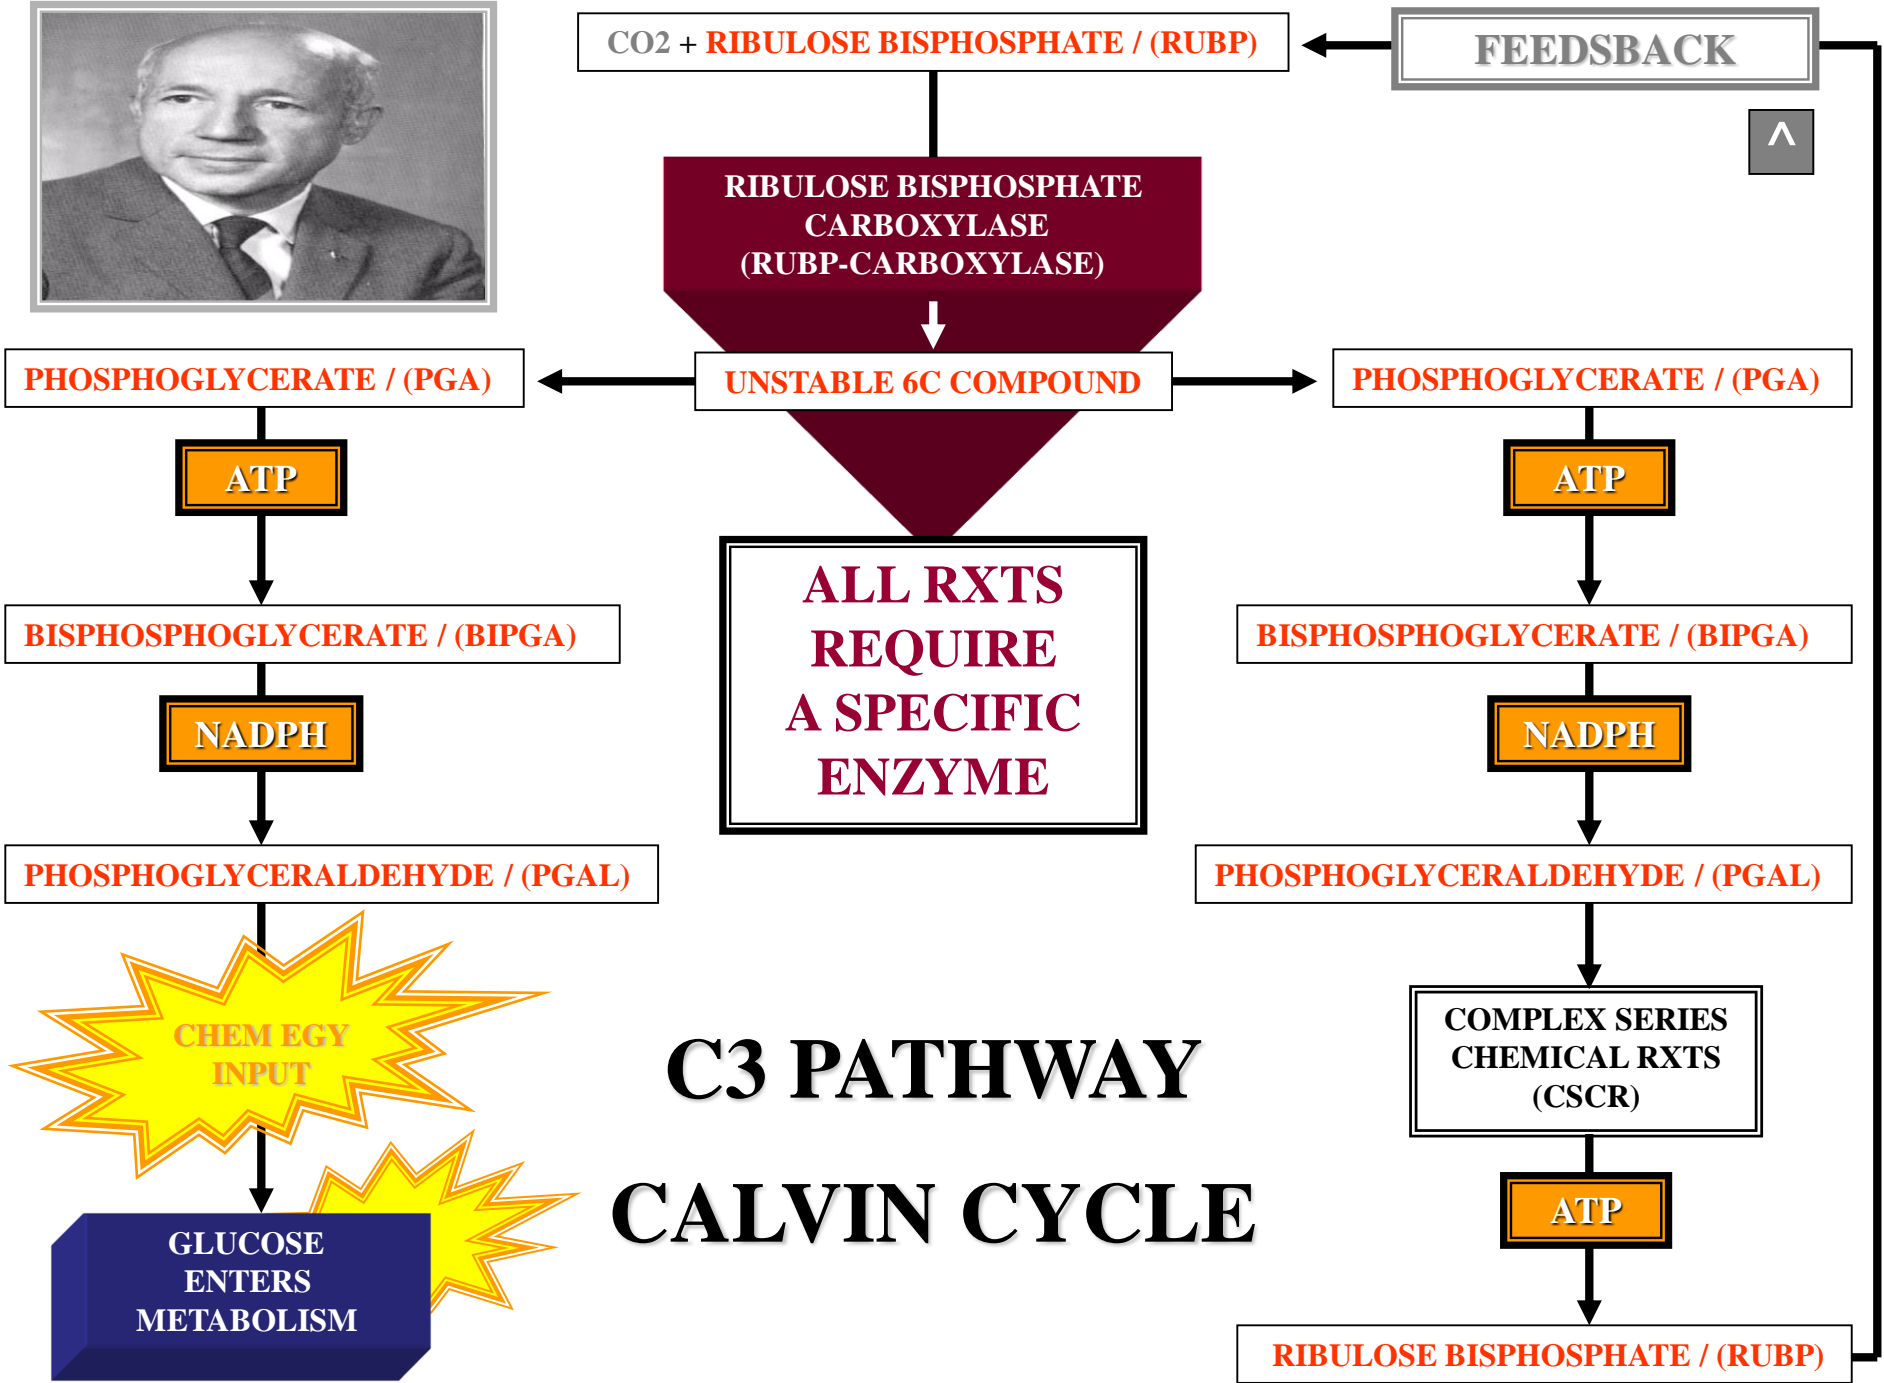 CO2 + RIBULOSE BISPHOSPHATE / (RUBP)
FEEDSBACK
^
RIBULOSE BISPHOSPHATE
CARBOXYLASE
(RUBP-CARBOXYLASE)
PHOSPHOGLYCERATE / (PGA)
UNSTABLE 6C COMPOUND
PHOSPHOGLYCERATE / (PGA)
ATP
ATP
ALL RXTS
REQUIRE
A SPECIFIC
ENZYME
BISPHOSPHOGLYCERATE / (BIPGA)
BISPHOSPHOGLYCERATE / (BIPGA)
NADPH
NADPH
PHOSPHOGLYCERALDEHYDE / (PGAL)
PHOSPHOGLYCERALDEHYDE / (PGAL)
CHEM EGY
INPUT
C3 PATHWAY
CALVIN CYCLE
COMPLEX SERIES
CHEMICAL RXTS
(CSCR)
ATP
GLUCOSE
ENTERS
METABOLISM
RIBULOSE BISPHOSPHATE / (RUBP)